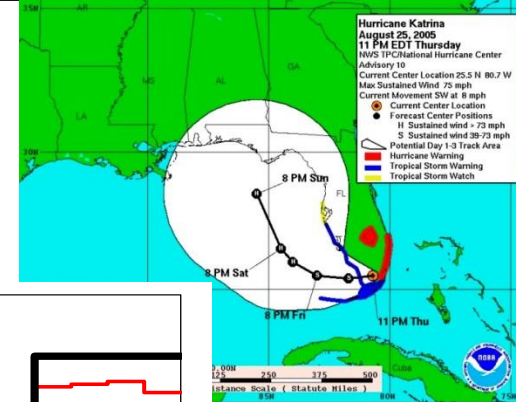 35N
Hurricane Katrina
August 25, 2005
11 PM EDT Thursday
NWS TPC/National Hurricane Center
Advisory 10
Current Center Location 25.5 N 80.7 W
Max Sustained Wind 75 mph
Current Movement SW at 8 mph
Current Center Location
Forecast Center Positions
H Sustained wind > 73 mph
S Sustained wind 39-73 mph
Potential Day 1-3 Track Area
Hurricane Warning
Tropical Storm Warning
Tropical Storm Watch
MS
AL
GA
LA
30N
8 PM Sun
FL
H
8 PM Sat
H
H
S
S
8 PM Fri
11 PM Thu
NOAA
Cuba
125 250 375 500
istance Scale ( Statute Miles )
85W
80W
75W